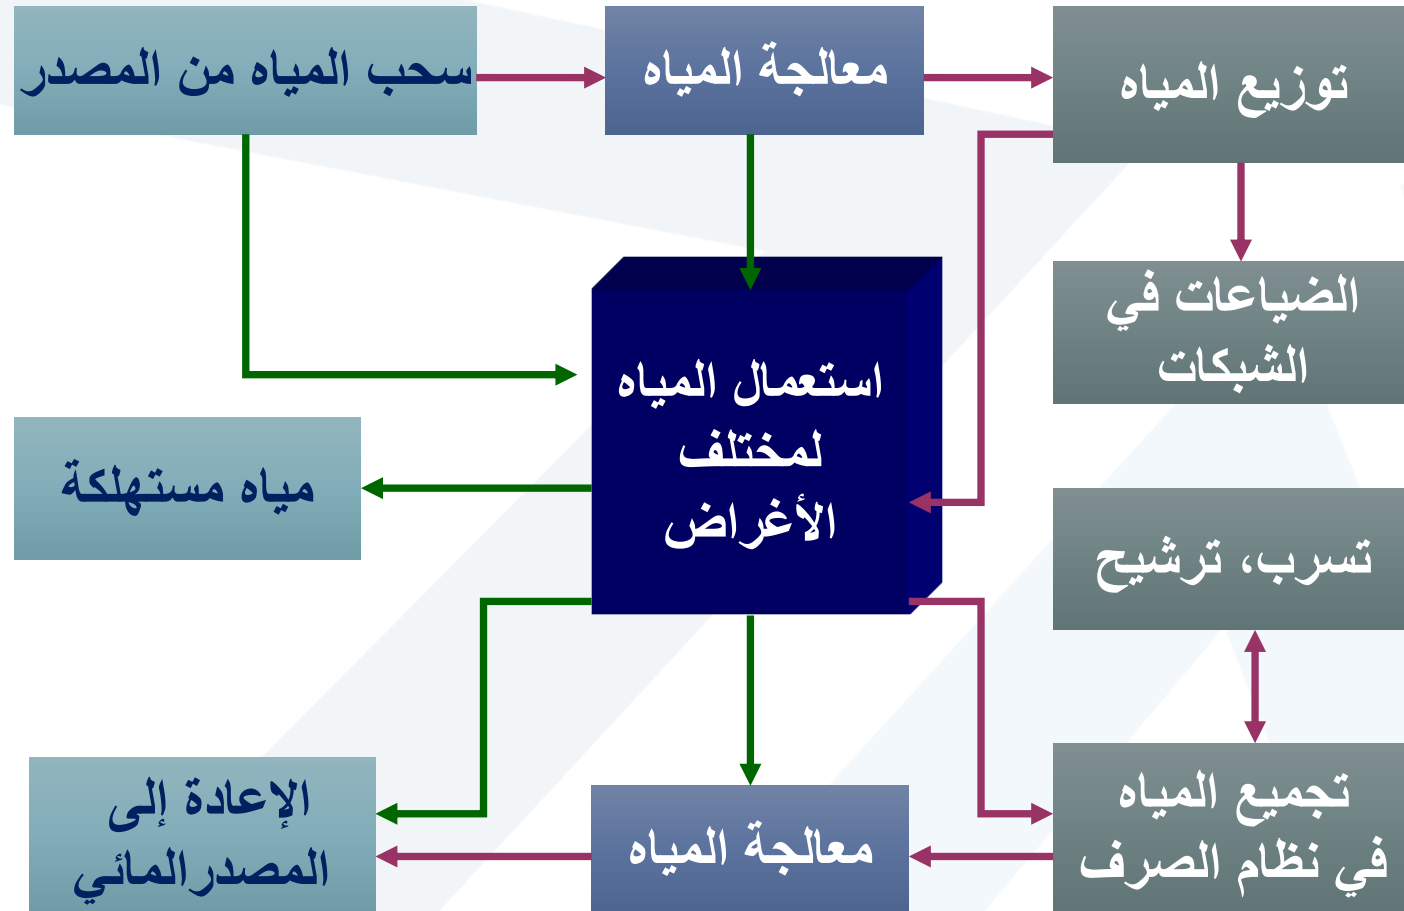 سحب المياه من المصدر
معالجة المياه
توزيع المياه
الضياعات في
الشبكات
استعمال المياه
لمختلف
الأغراض
مياه مستهلكة
تسرب، ترشيح
الإعادة إلى
المصدرالمائي
معالجة المياه
تجميع المياه
في نظام الصرف